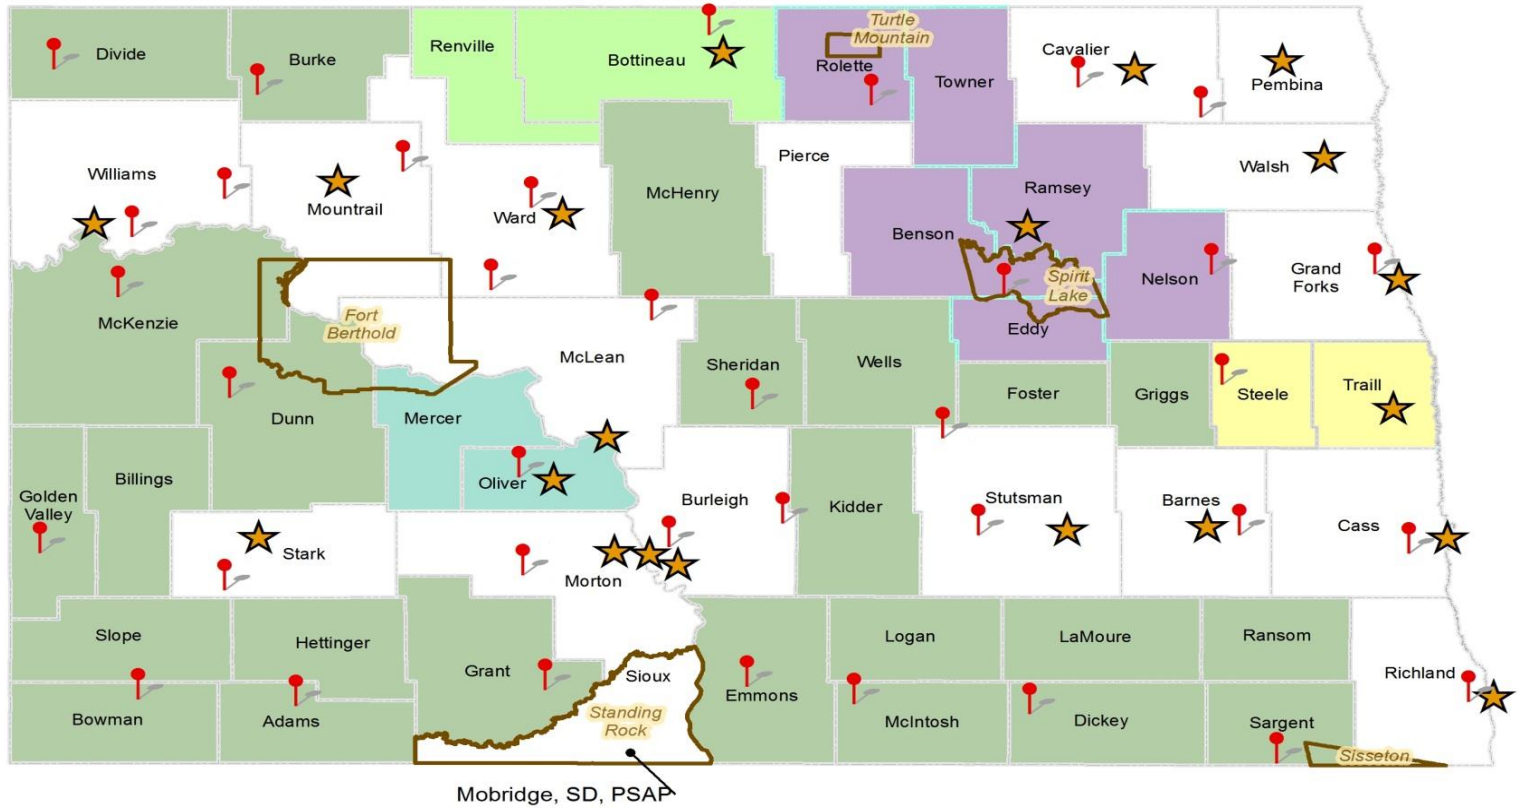 Turtle
Mountain
Divide
Burke
Renville
Bottineau
Rolette
Towner
Cavalier
Pembina
Williams
Mountrail
Ward
McHenry
Pierce
Ramsey
Walsh
Benson
Spirit
Lake
Nelson
Grand
Forks
McKenzie
Fort
Berthold
McLean
Eddy
Sheridan
Wells
Foster
Griggs
Steele
Traill
Dunn
Mercer
Golden
Valley
Billings
Oliver
Burleigh
Kidder
Stutsman
Barnes
Cass
Stark
Morton
Slope
Hettinger
Grant
Sioux
Emmons
Logan
LaMoure
Ransom
Richland
Bowman
Adams
Standing
Rock
McIntosh
Dickey
Sargent
Sisseton
Mobridge, SD, PSAP